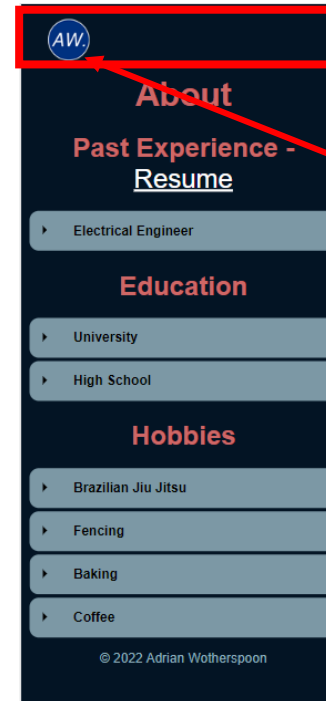 AW.
About
Past Experience -
Resume
Electrical Engineer
Education
University
High School
Hobbies
Brazilian Jiu Jitsu
Fencing
Baking
Coffee
© 2022 Adrian Wotherspoon